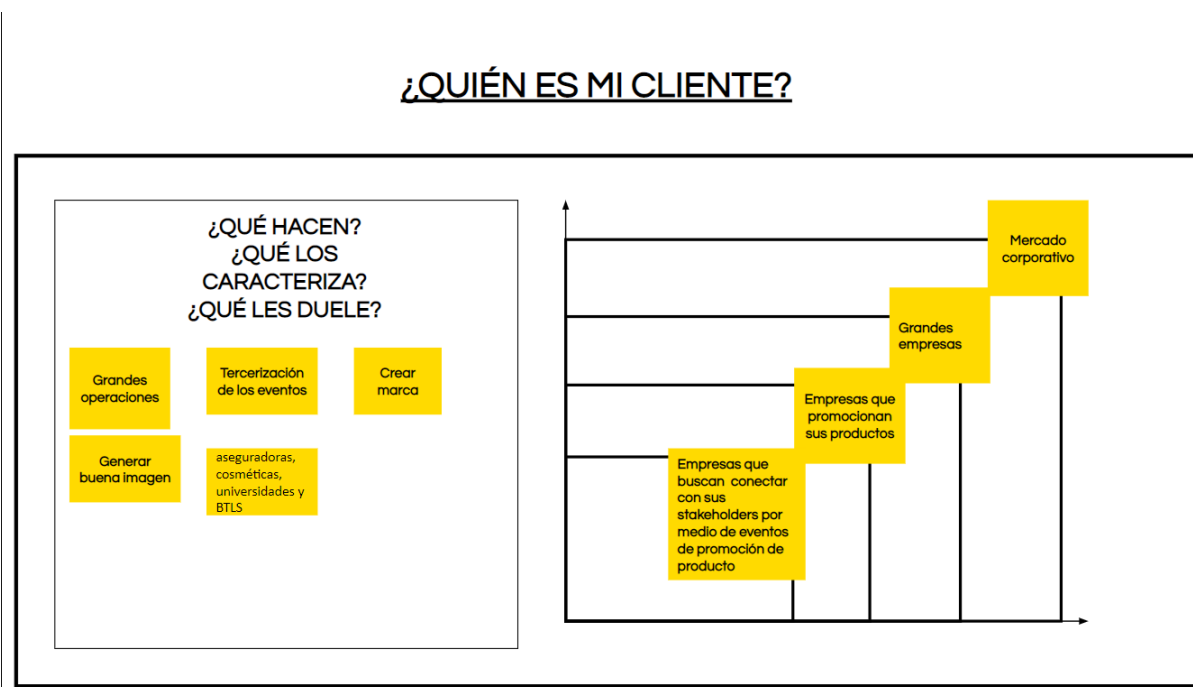 ¿QUIÉN ES MI CLIENTE?
¿QUÉ HACEN?
¿QUÉ LOS
CARACTERIZA?
¿QUÉ LES DUELE?
Grandes
operaciones
Tercerización
de los eventos
Crear
marca
Generar
buena imagen
aseguradoras,
cosméticas,
universidades y
BTLS
Mercado
corporativo
Grandes
empresas
Empresas que
promocionan
sus productos
Empresas que
buscan conectar
con sus
stakeholders por
medio de eventos
de promoción de
producto